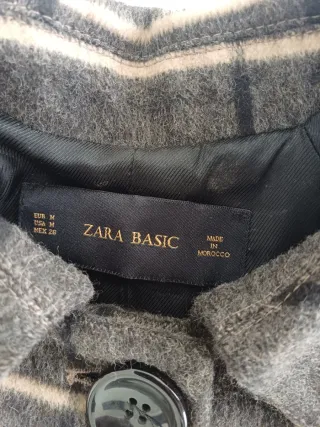 EUR M
USA M
MEX 28
ZARA BASIC
MADE
IN
MOROCCO